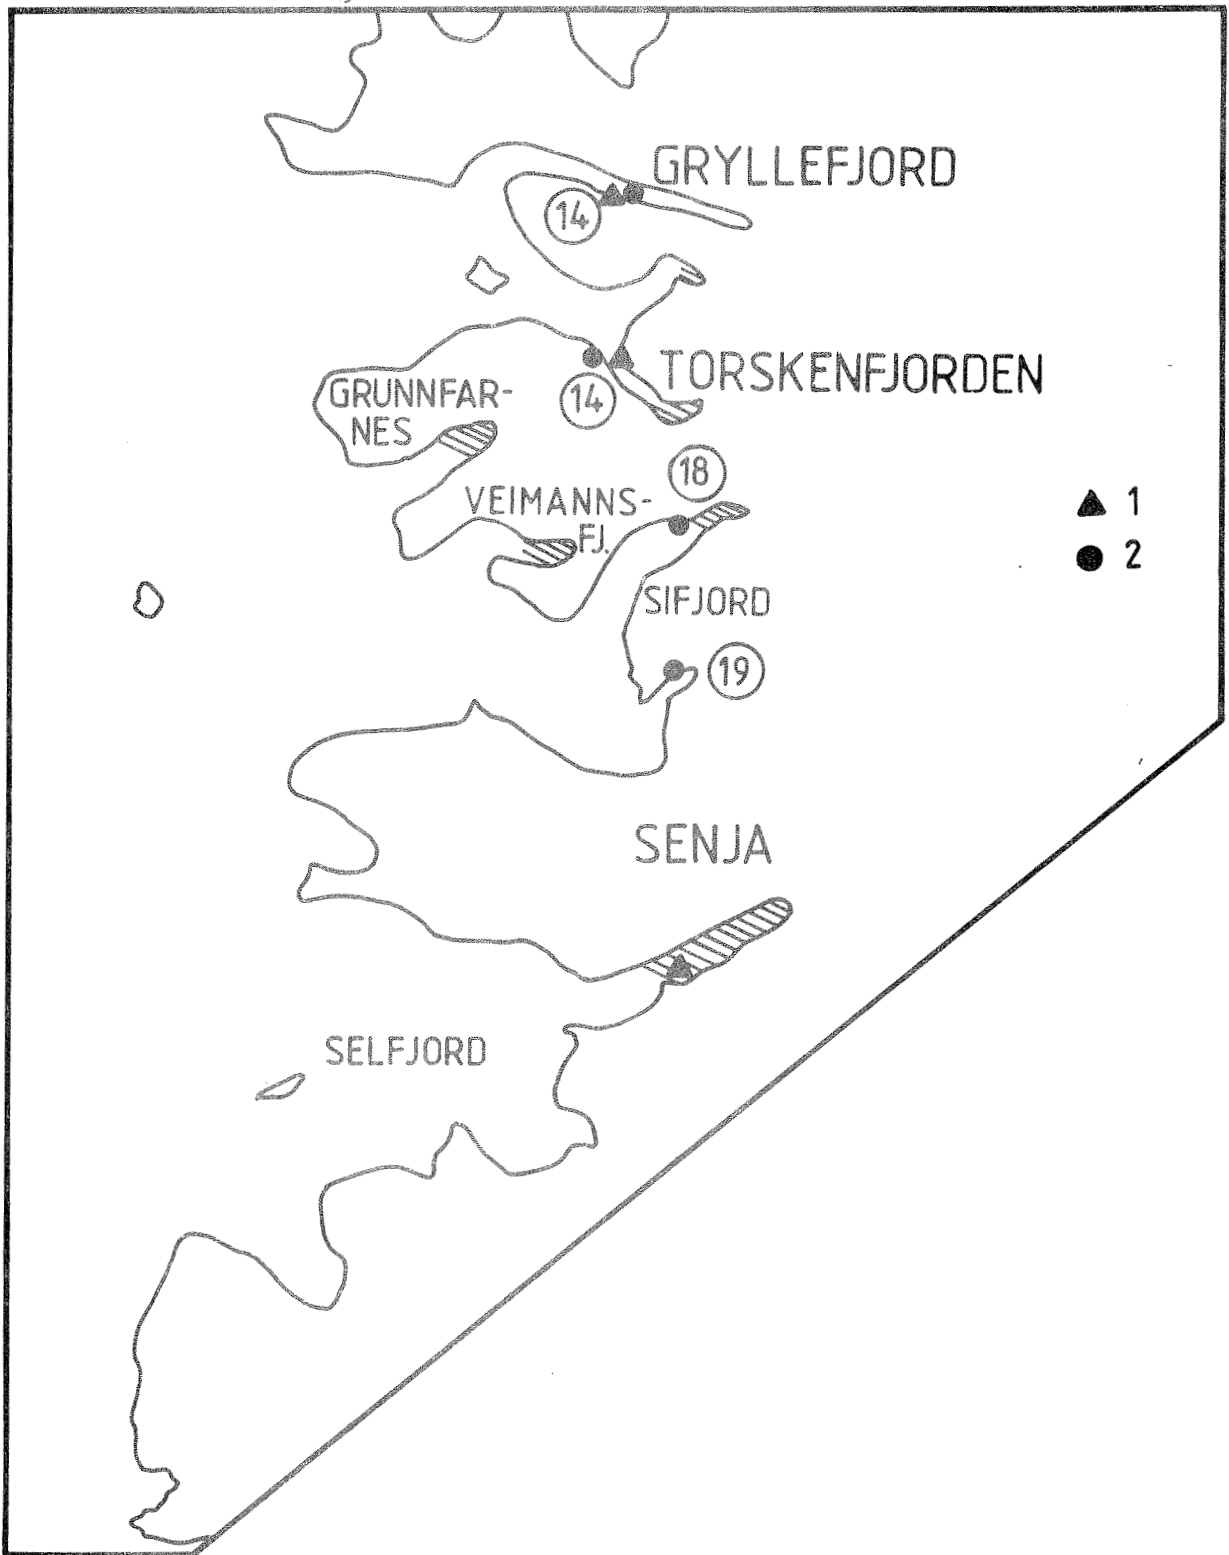 GRYLLEFJORD
14
TORSKENFJORDEN
GRUNNFAR-
NES
14
18
VEIMANNS-
FJ.
1
2
SIFJORD
19
SENJA
SELFJORD